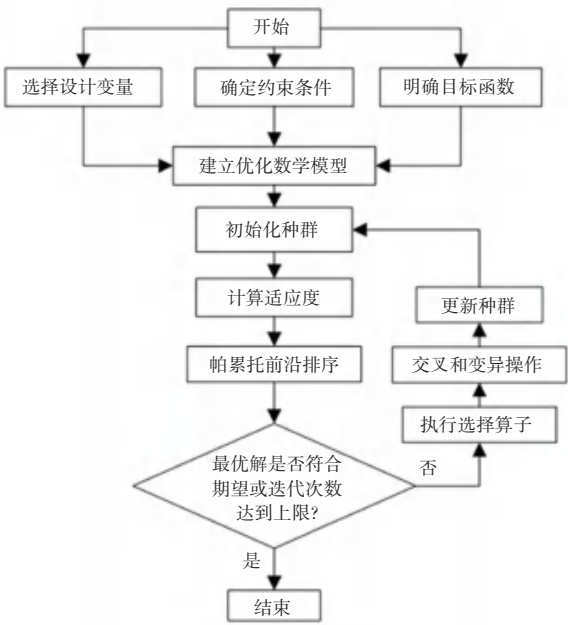 开始
选择设计变量
确定约束条件
明确目标函数
建立优化数学模型
初始化种群
计算适应度
更新种群
帕累托前沿排序
交叉和变异操作
执行选择算子
最优解是否符合
期望或迭代次数
达到上限?
否
是
结束